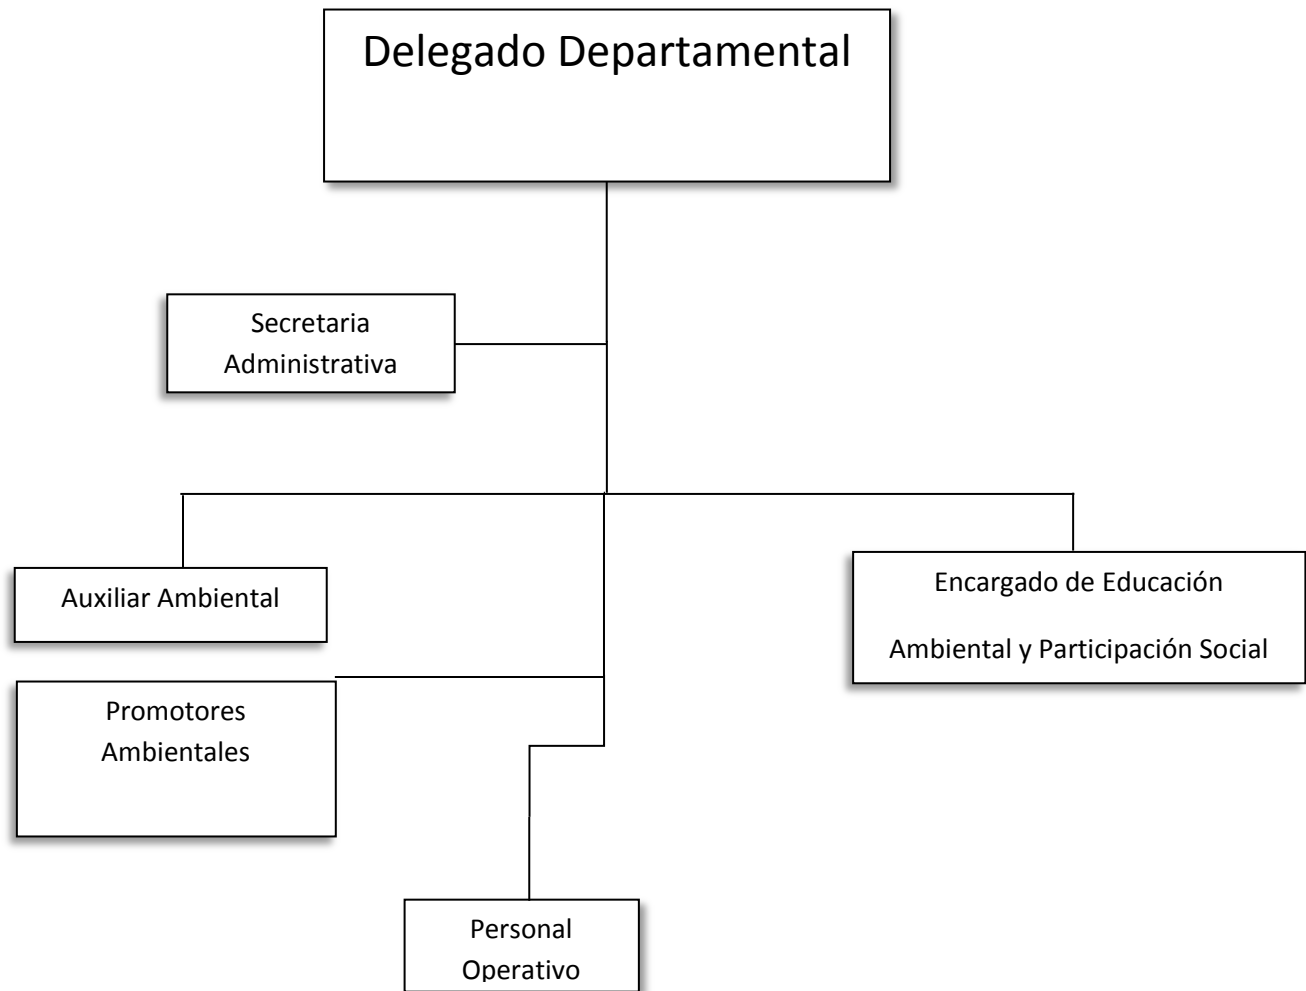 Delegado Departamental
Secretaria
Administrativa
Auxiliar Ambiental
Encargado de Educación
Ambiental y Participación Social
Promotores
Ambientales
Personal
Operativo